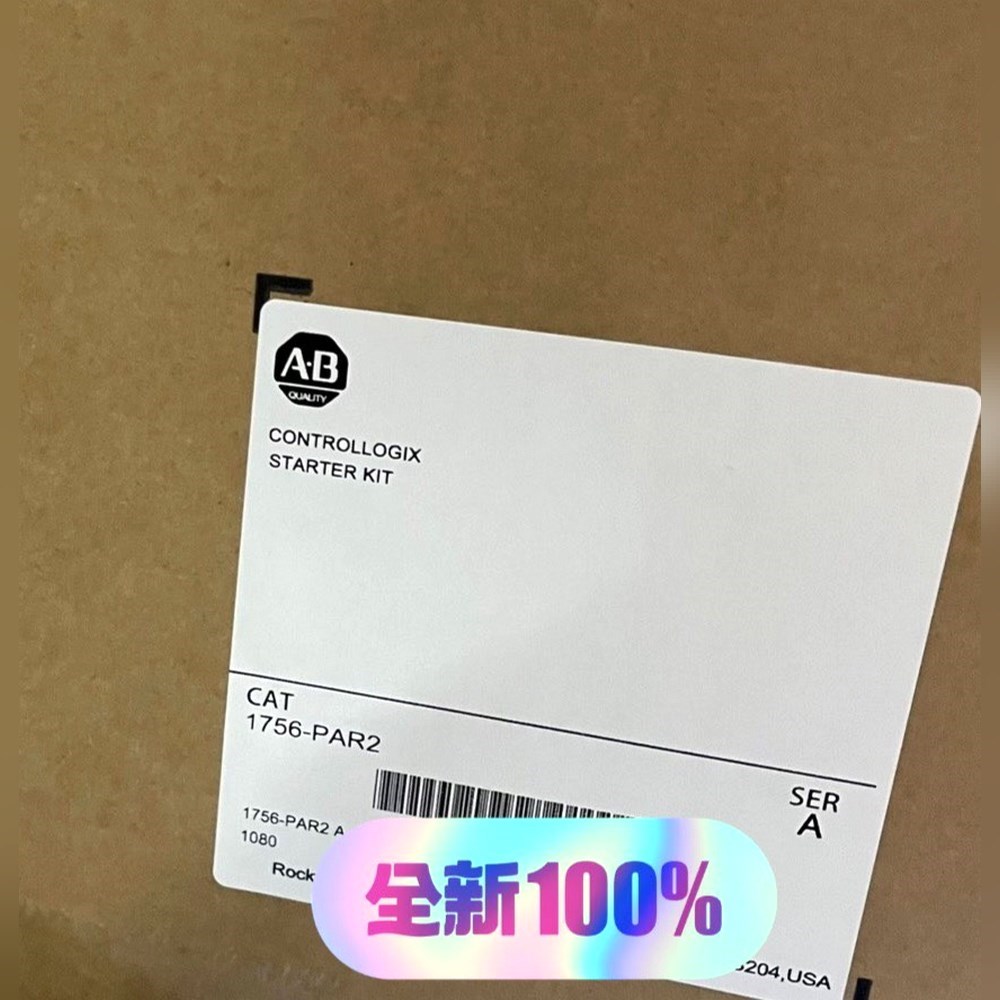 A·B
QUALITY
CONTROLLOGIX
STARTER KIT
CAT
1756-PAR2
SER
A
1756-PAR2 A
1080
Rock
全新100%
204,USA